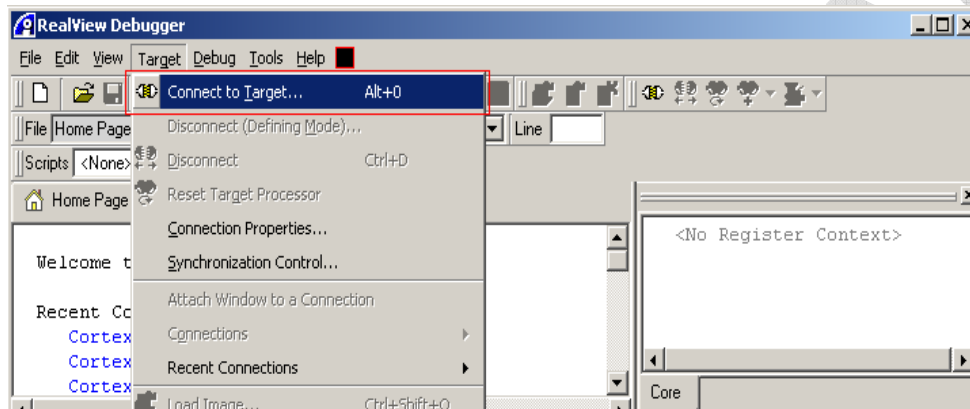 RealView Debugger
File Edit View Target Debug Tools Help
Connect to Target... Alt+0
File Home Page Disconnect (Defining Mode)... Line
Scripts <None> Disconnect Ctrl+D
Home Page Reset Target Processor
Connection Properties... <No Register Context>
Welcome t Synchronization Control...
Attach Window to a Connection
Recent Co
Cortex Connections
Cortex Recent Connections
Cortex Core
Load Image... Ctrl+Shift+O